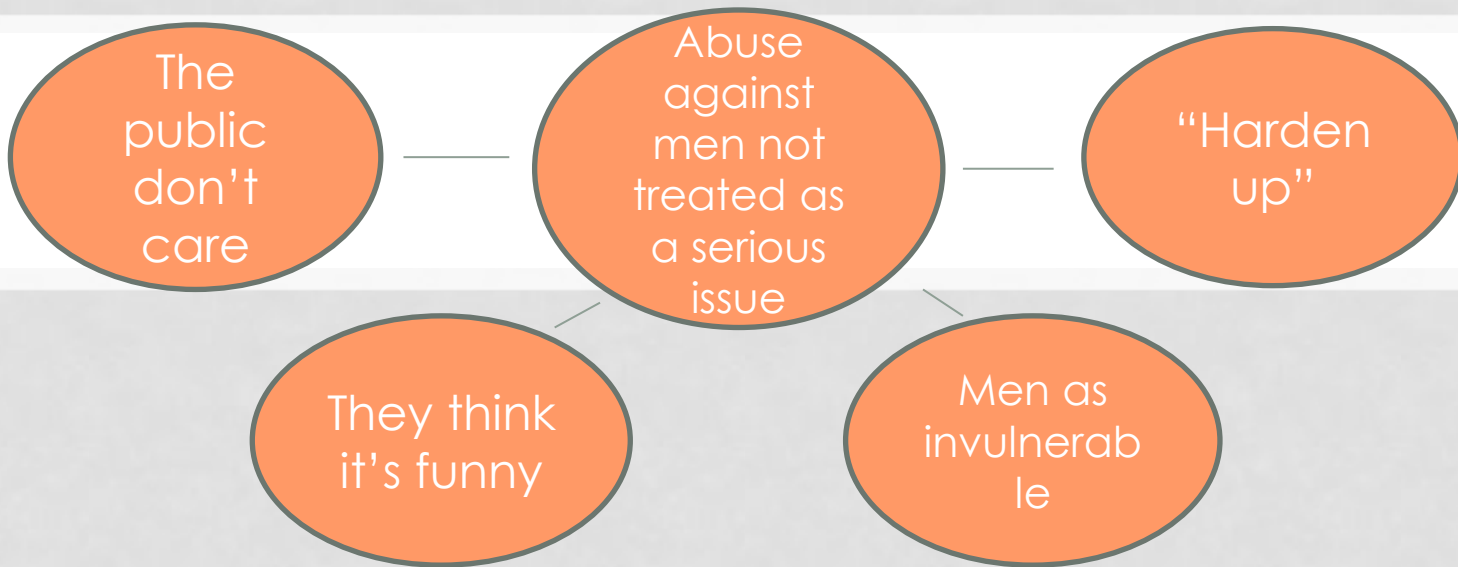 The
public
don’t
care
Abuse
against
men not
treated as
a serious
issue
“Harden
up”
They think
it’s funny
Men as
invulnerab
le